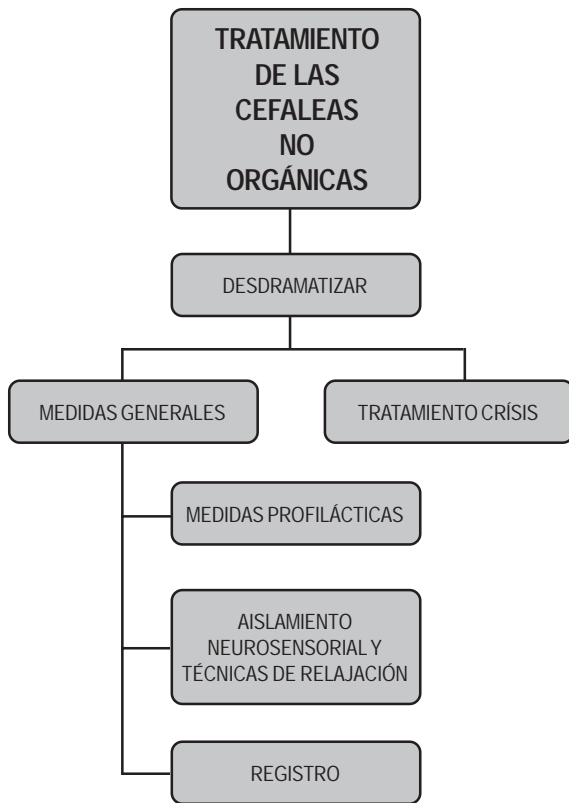 TRATAMIENTO
DE LAS
CEFALEAS
NO
ORGÁNICAS
DESDRAMATIZAR
MEDIDAS GENERALES
TRATAMIENTO CRÍSIS
MEDIDAS PROFILÁCTICAS
AISLAMIENTO
NEUROSENSORIAL Y
TÉCNICAS DE RELAJACIÓN
REGISTRO